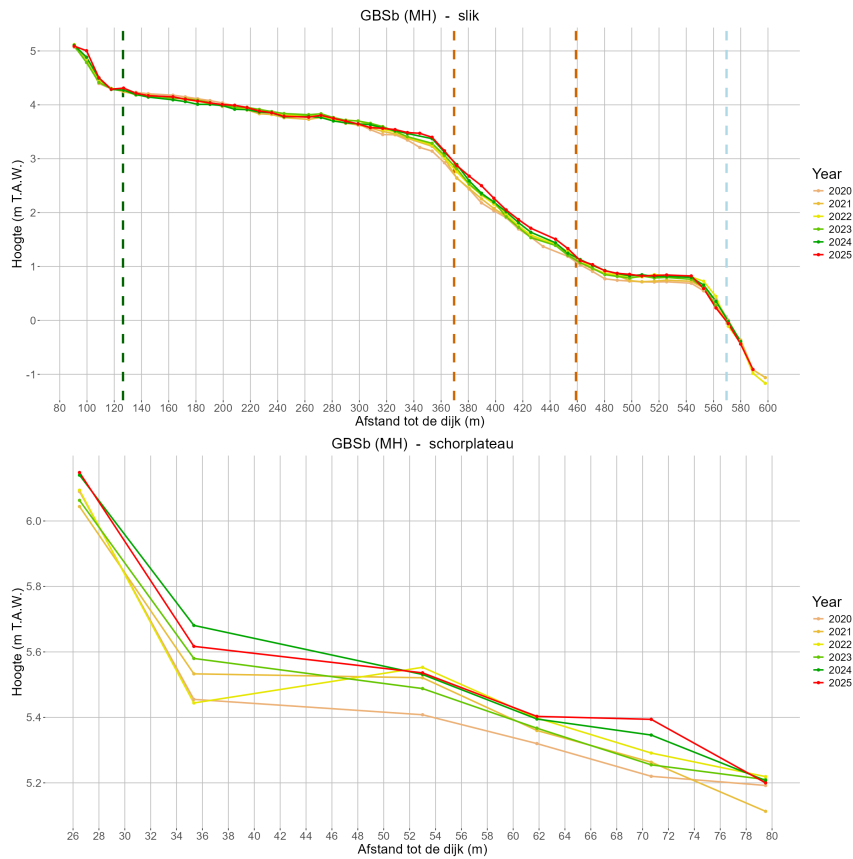 GBSb (MH)  -  slik
Hoogte (m T.A.W.)
5
4
3
2
1
0
-1
80 100 120 140 160 180 200 220 240 260 280 300 320 340 360 380 400 420 440 460 480 500 520 540 560 580 600
Afstand tot de dijk (m)
Year
2020
2021
2022
2023
2024
2025
GBSb (MH)  -  schorplateau
Hoogte (m T.A.W.)
6.0
5.8
5.6
5.4
5.2
26 28 30 32 34 36 38 40 42 44 46 48 50 52 54 56 58 60 62 64 66 68 70 72 74 76 78 80
Afstand tot de dijk (m)
Year
2020
2021
2022
2023
2024
2025